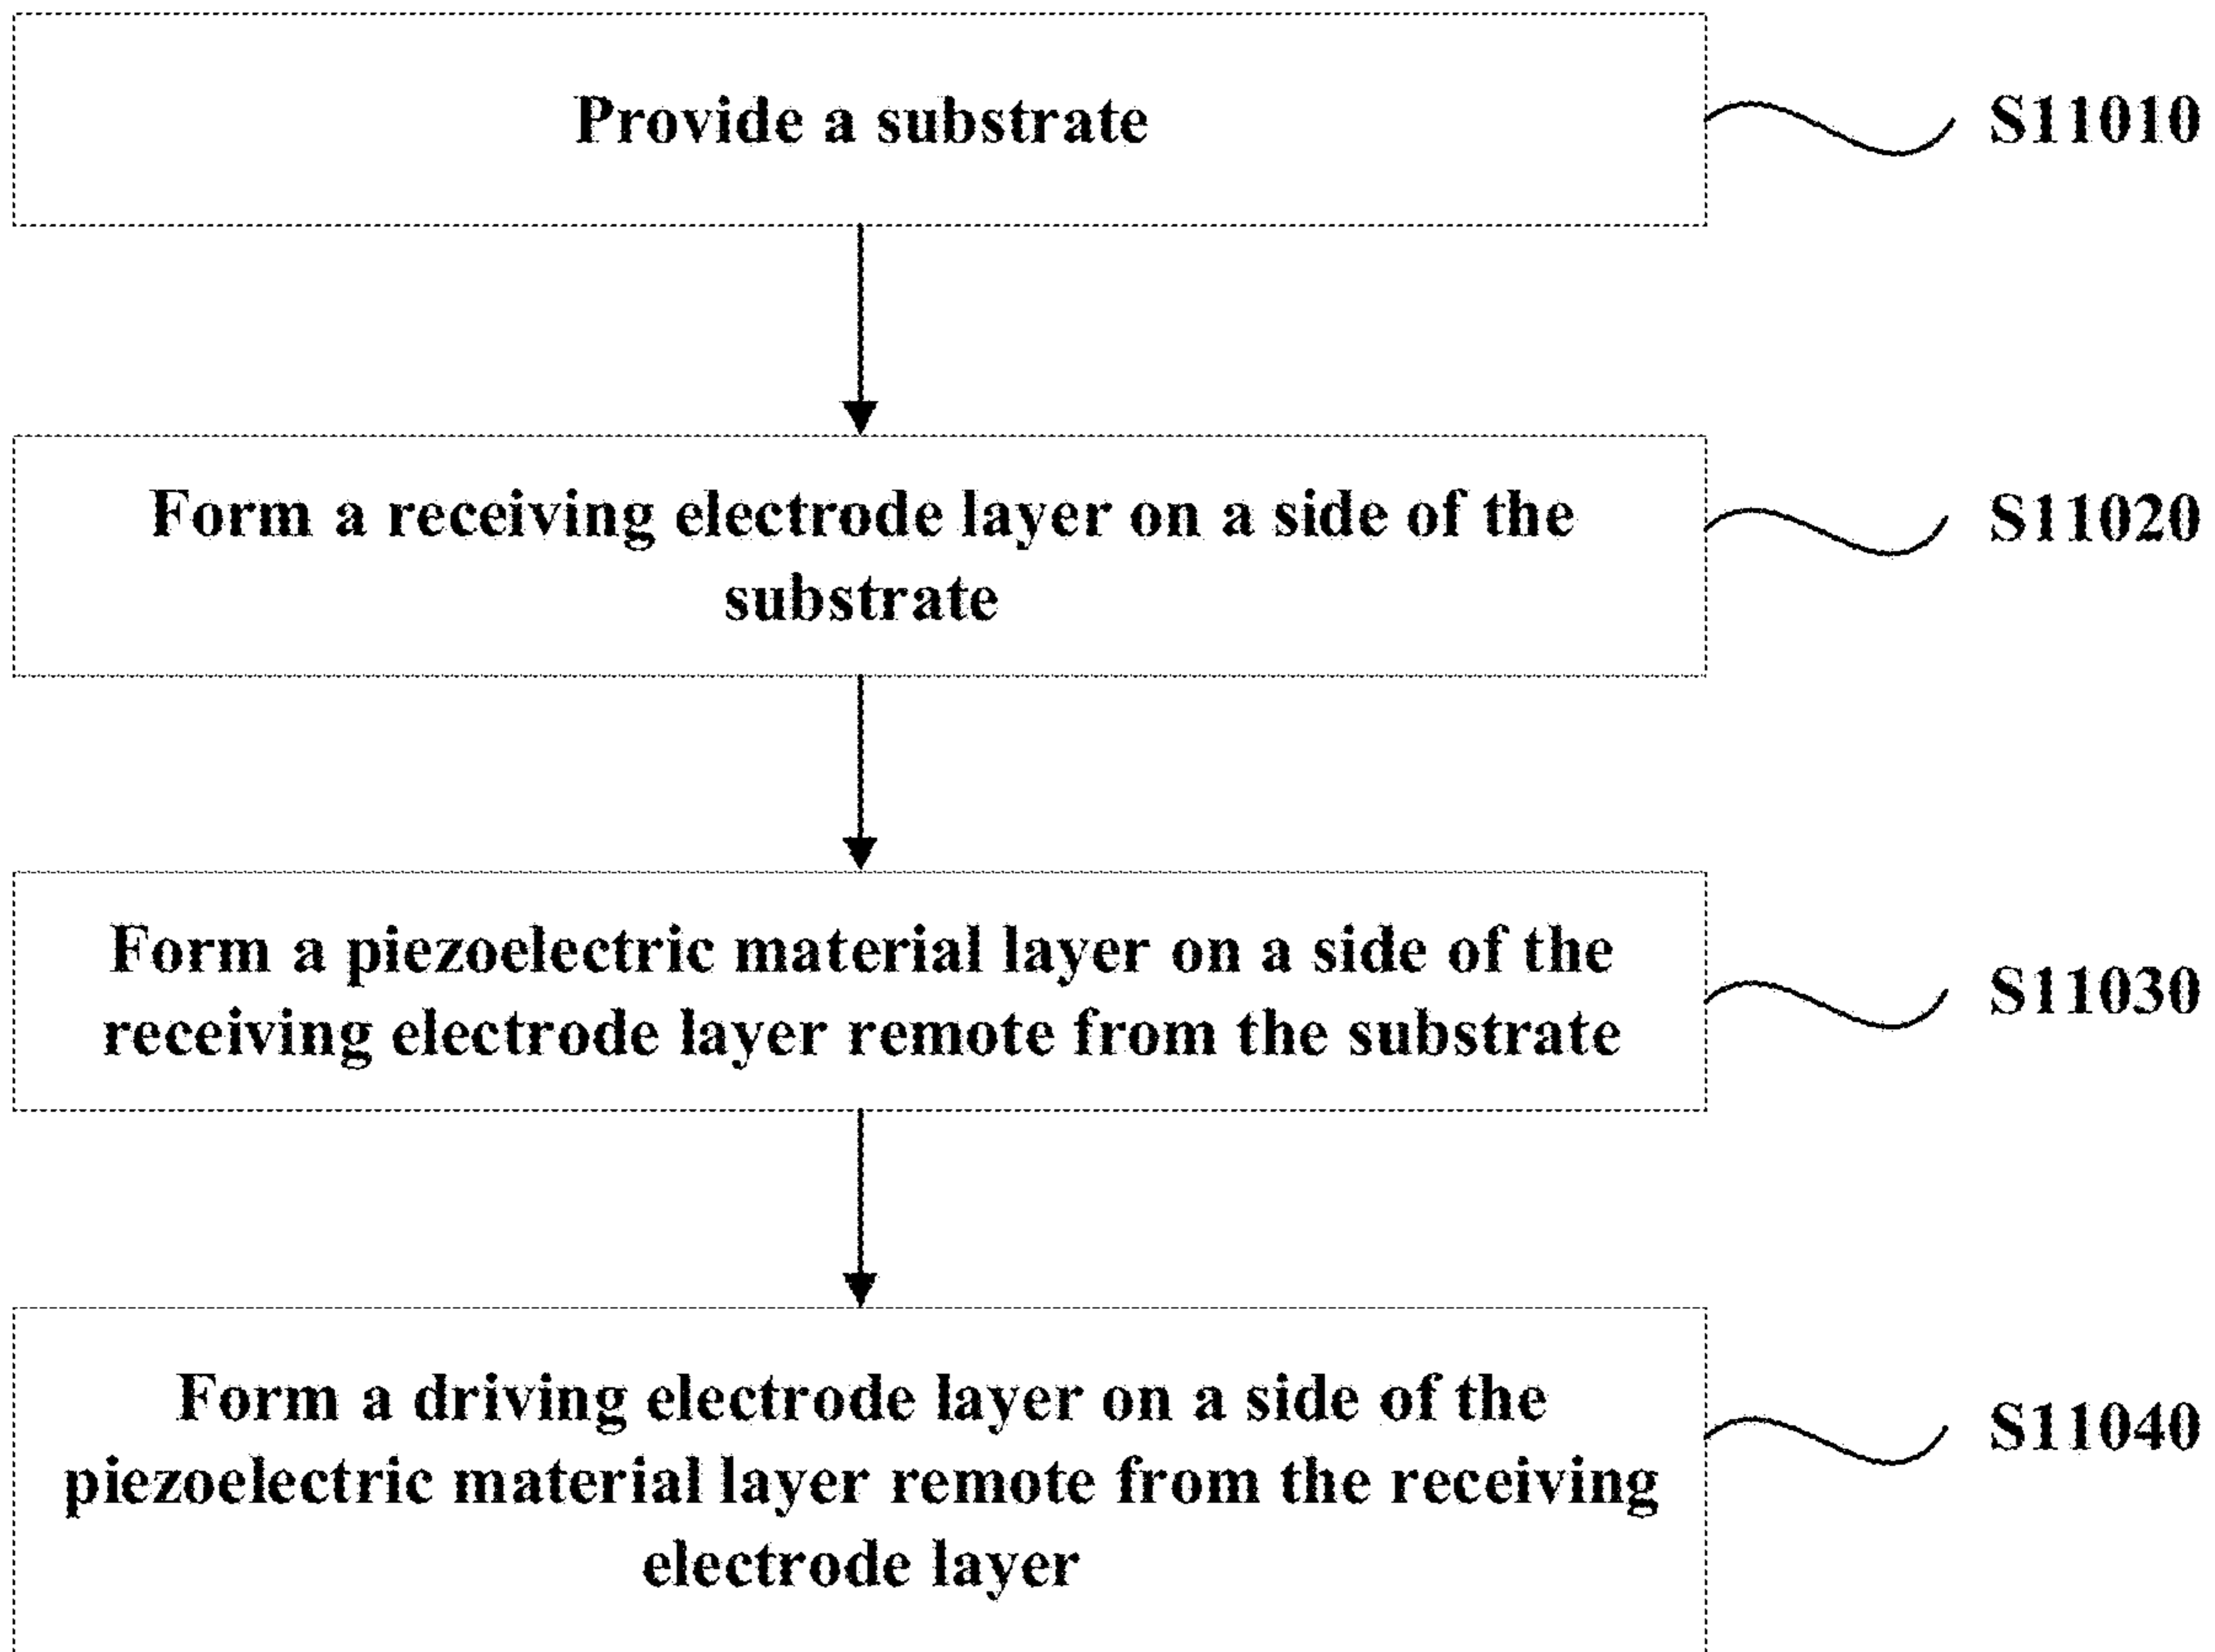 Provide a substrate
S11010
Form a receiving electrode layer on a side of the
substrate
S11020
Form a piezoelectric material layer on a side of the
receiving electrode layer remote from the substrate
S11030
Form a driving electrode layer on a side of the
piezoelectric material layer remote from the receiving
electrode layer
S11040